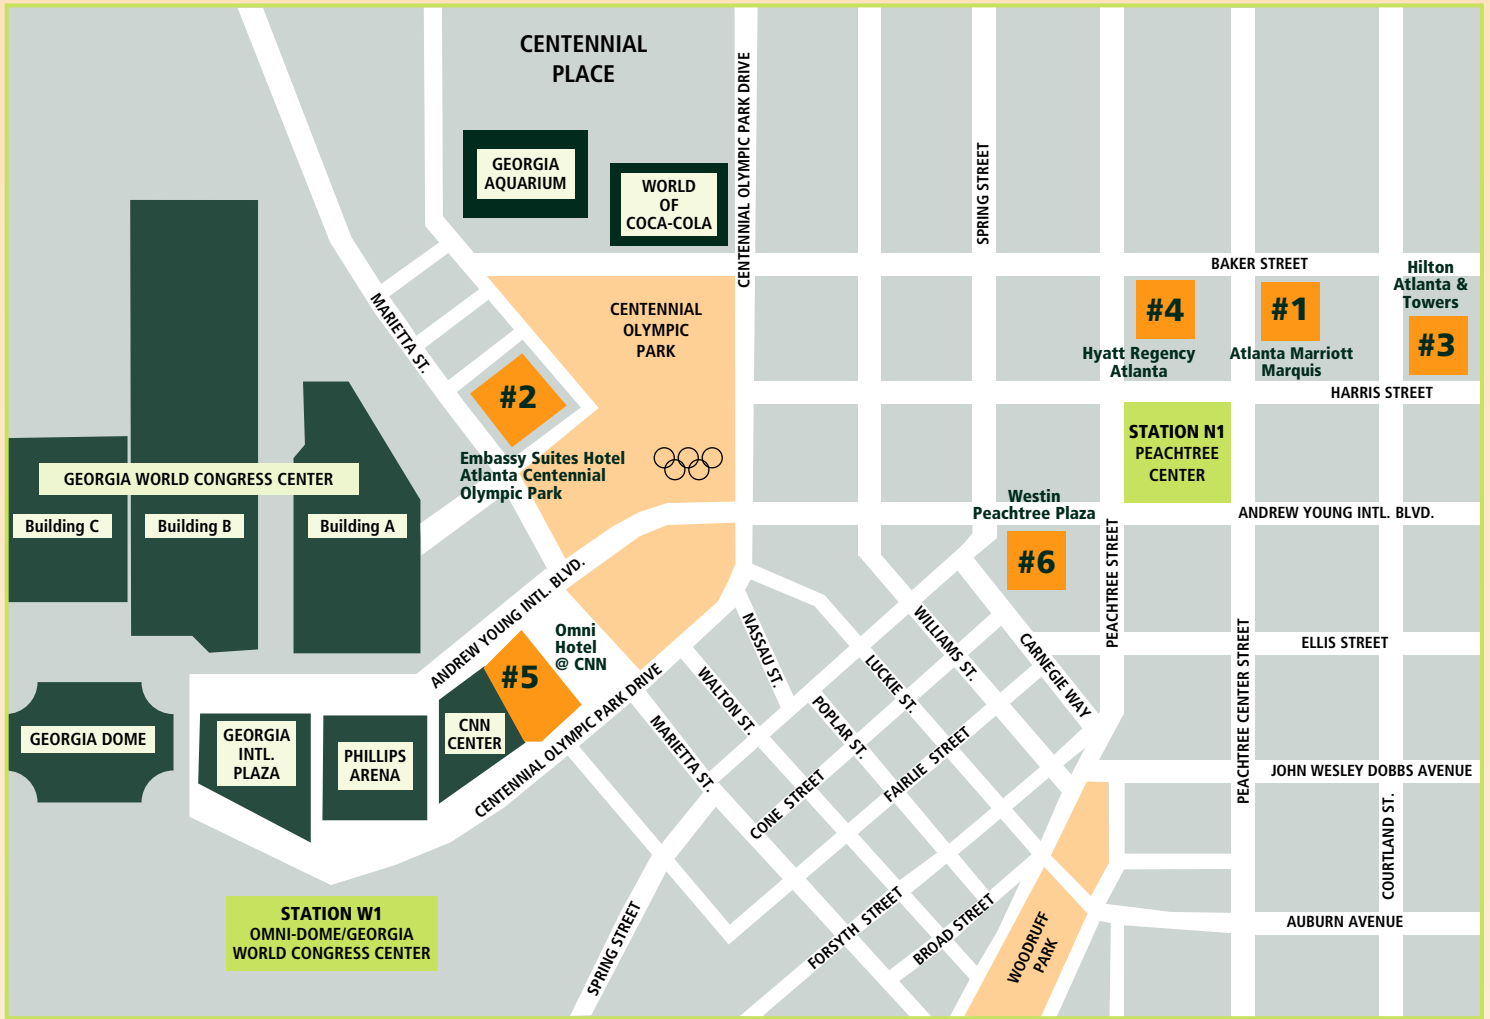 CENTENNIAL
PLACE
GEORGIA
AQUARIUM
WORLD
OF
COCA-COLA
CENTENNIAL OLYMPIC PARK DRIVE
SPRING STREET
BAKER STREET
Hilton
Atlanta &
Towers
#3
#4
Hyatt Regency
Atlanta
#1
Atlanta Marriott
Marquis
HARRIS STREET
CENTENNIAL
OLYMPIC
PARK
MARIETTA ST.
#2
Embassy Suites Hotel
Atlanta Centennial
Olympic Park
STATION N1
PEACHTREE
CENTER
GEORGIA WORLD CONGRESS CENTER
Building C
Building B
Building A
Westin
Peachtree Plaza
#6
ANDREW YOUNG INTL. BLVD.
PEACHTREE STREET
ANDREW YOUNG INTL. BLVD.
Omni
Hotel
@ CNN
#5
CNN
CENTER
NASSAU ST.
WILLIAMS ST.
CARNEGIE WAY
ELLIS STREET
PEACHTREE CENTER STREET
LUCKIE ST.
WALTON ST.
POPLAR ST.
MARIETTA ST.
CENTENNIAL OLYMPIC PARK DRIVE
GEORGIA DOME
GEORGIA
INTL.
PLAZA
PHILLIPS
ARENA
CONE STREET
FAIRLIE STREET
JOHN WESLEY DOBBS AVENUE
COURTLAND ST.
STATION W1
OMNI-DOME/GEORGIA
WORLD CONGRESS CENTER
SPRING STREET
FORSYTH STREET
BROAD STREET
WOODRUFF
PARK
AUBURN AVENUE